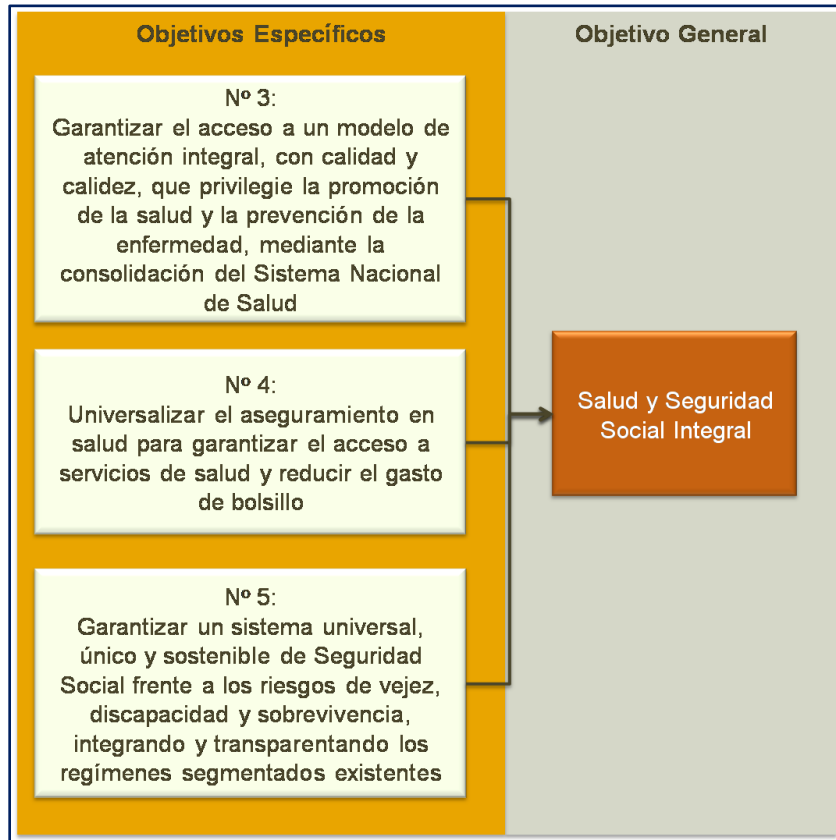 Objetivos Específicos
Objetivo General
Nº 3:
Garantizar el acceso a un modelo de
atención integral, con calidad y
calidez, que privilegie la promoción
de la salud y la prevención de la
enfermedad, mediante la
consolidación del Sistema Nacional
de Salud
Nº 4:
Universalizar el aseguramiento en
salud para garantizar el acceso a
servicios de salud y reducir el gasto
de bolsillo
Nº 5:
Garantizar un sistema universal,
único y sostenible de Seguridad
Social frente a los riesgos de vejez,
discapacidad y sobrevivencia,
integrando y transparentando los
regímenes segmentados existentes
Salud y Seguridad
Social Integral